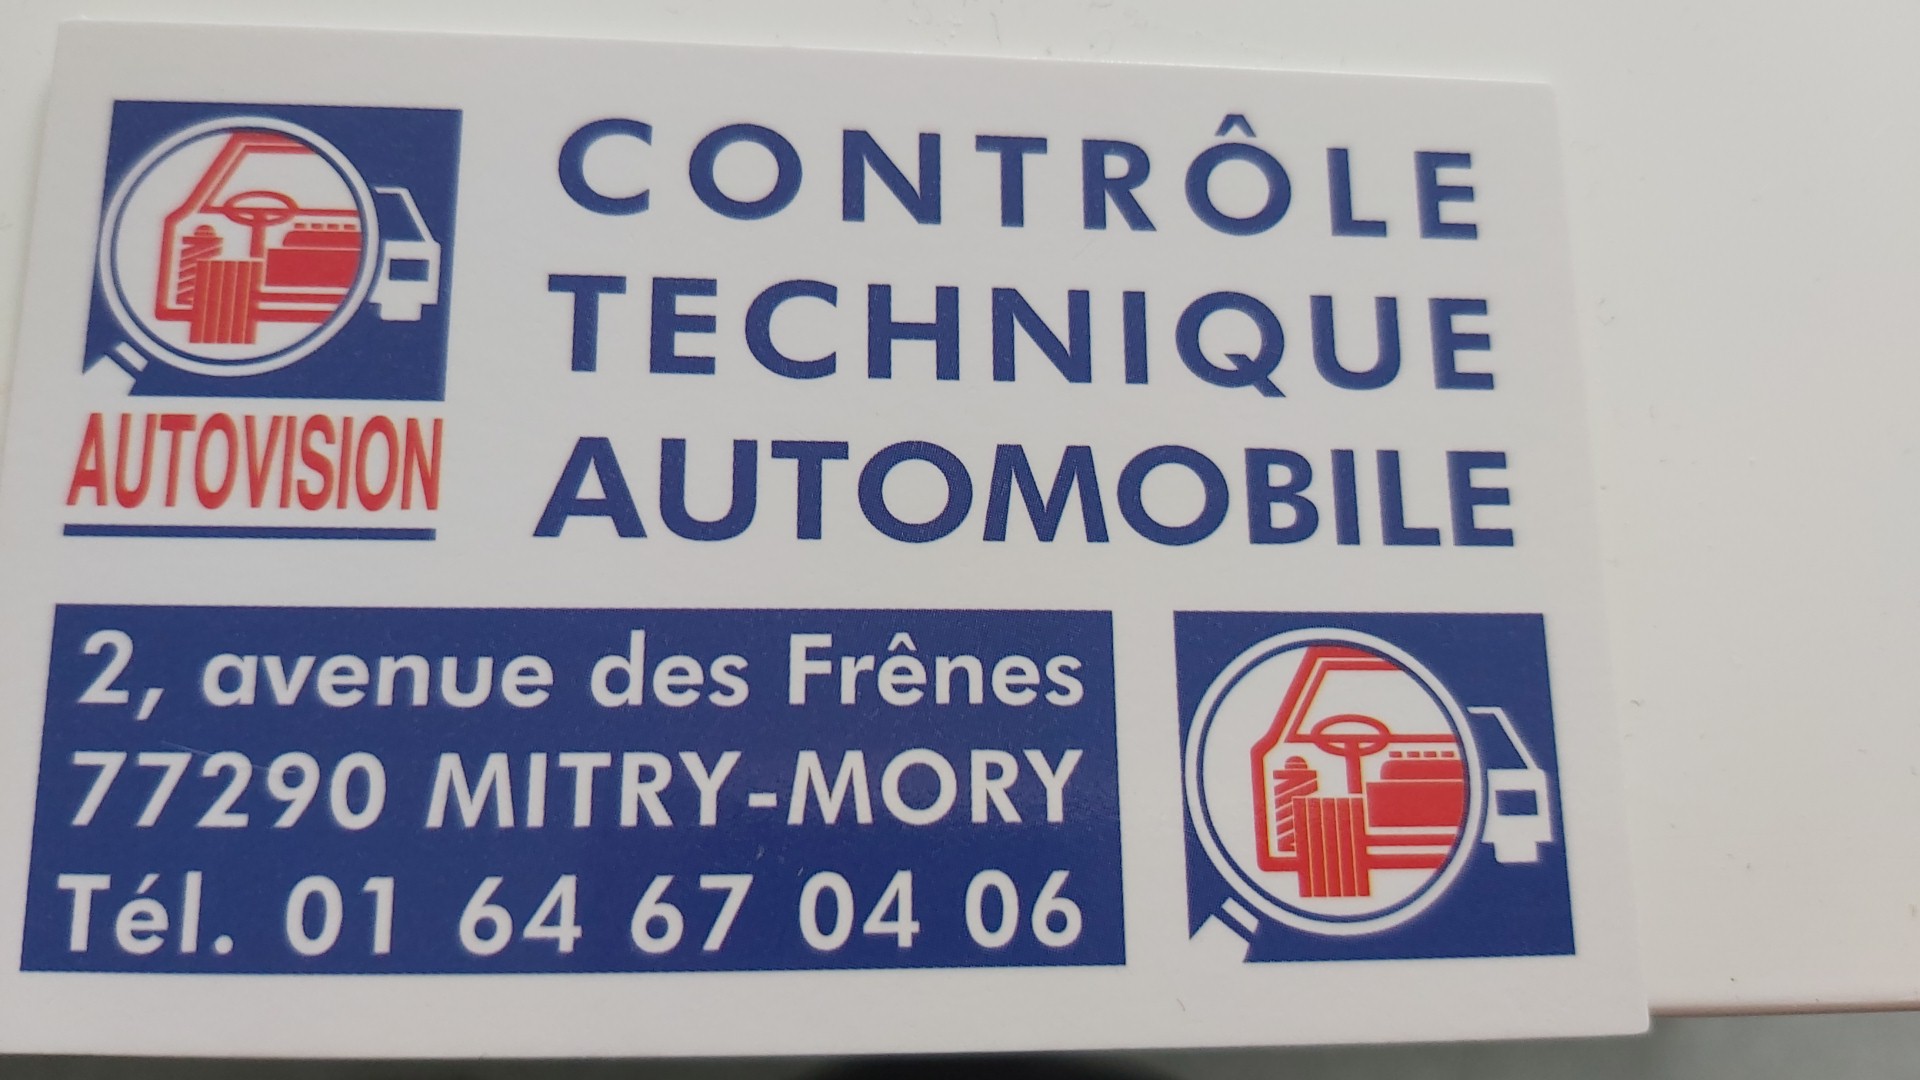 CONTRÔLE
TECHNIQUE
AUTOMOBILE
AUTOVISION
2, avenue des Frênes
77290 MITRY-MORY
Tél. 01 64 67 04 06